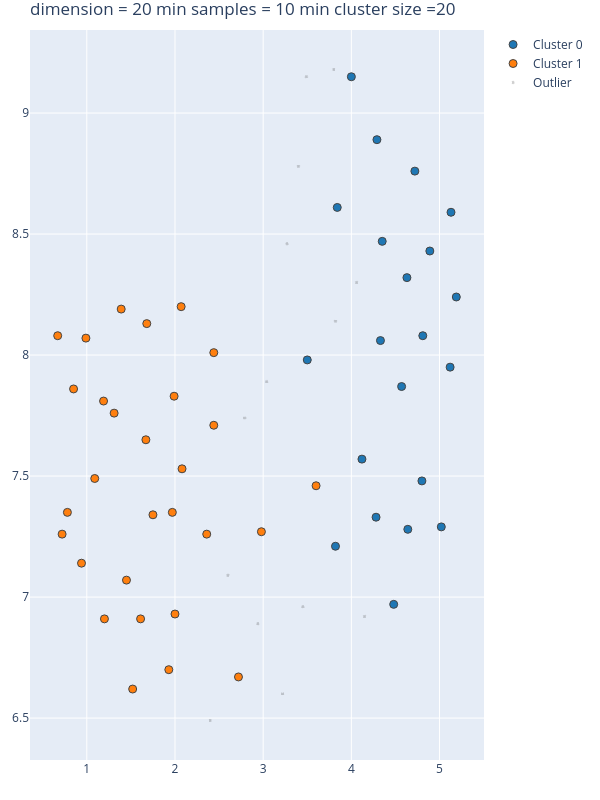 dimension = 20 min samples = 10 min cluster size =20
Cluster 0
Cluster 1
Outlier
9
8.5
8
7.5
7
6.5
1 2 3 4 5